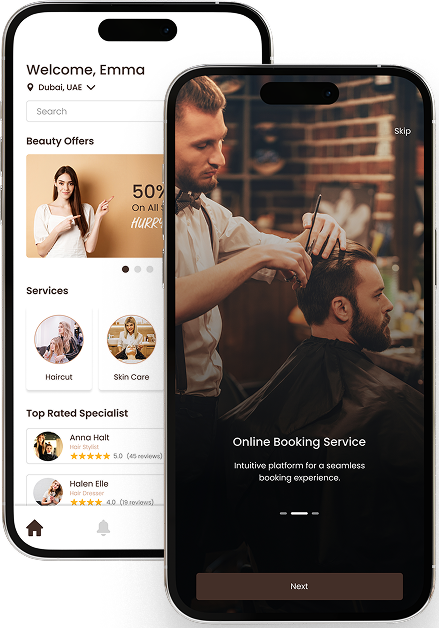 Welcome, Emma
Dubai, UAE
Search
Beauty Offers
50%
On All
HURRY
Services
Haircut
Skin Care
Top Rated Specialist
Anna Halt
Hair Stylist
5.0 (45 reviews)
Halen Elle
Hair Dresser
4.0 (19 reviews)
Skip
Online Booking Service
Intuitive platform for a seamless
booking experience.
Next